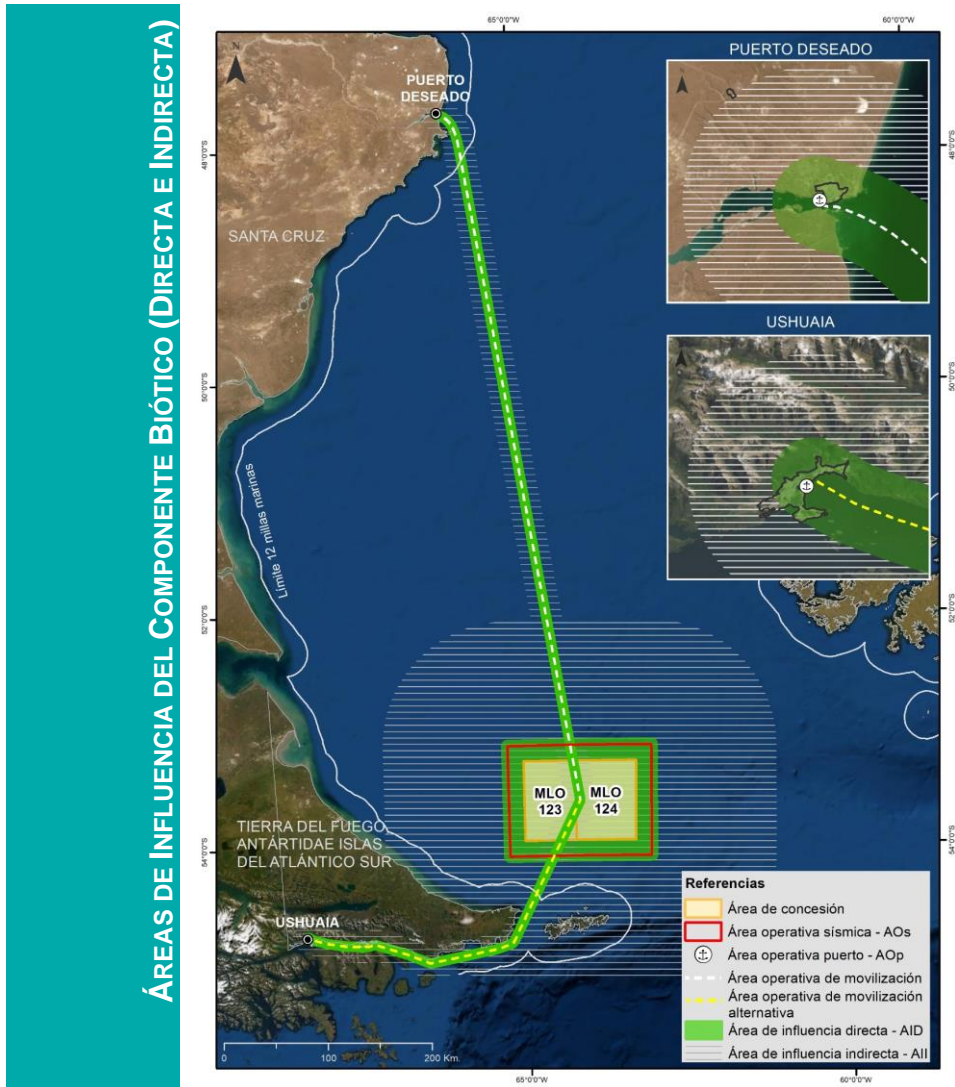 ÁREAS DE INFLUENCIA DEL COMPONENTE BIÓTICO (DIRECTA E INDIRECTA)
65°0'0"W
60°0'0"W
N
PUERTO
DESEADO
PUERTO DESEADO
48°0'0"S
48°0'0"S
SANTA CRUZ
USHUAIA
50°0'0"S
50°0'0"S
Límite 12 millas marinas
52°0'0"S
52°0'0"S
MLO
123
MLO
124
TIERRA DEL FUEGO
ANTÁRTIDAE ISLAS
DEL ATLÁNTICO SUR
54°0'0"S
54°0'0"S
USHUAIA
Referencias
Área de concesión
Área operativa sísmica - AOs
Área operativa puerto - AOp
Área operativa de movilización
Área operativa de movilización
alternativa
Área de influencia directa - AID
Área de influencia indirecta - AII
0 100 200 Km.
65°0'0"W
60°0'0"W